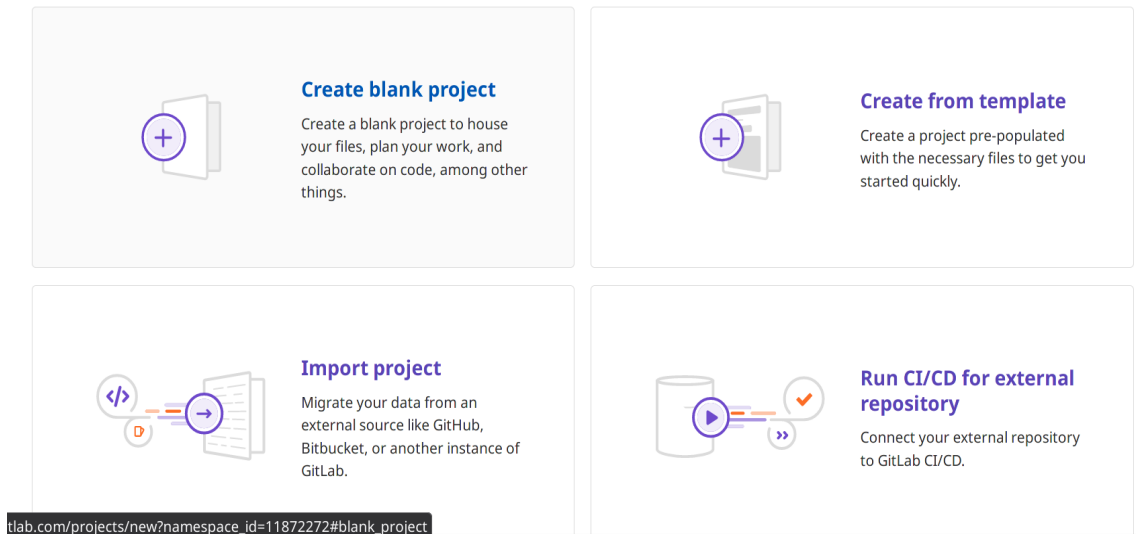 Create blank project
Create a blank project to house
your files, plan your work, and
collaborate on code, among other
things.
Create from template
Create a project pre-populated
with the necessary files to get you
started quickly.
Import project
Migrate your data from an
external source like GitHub,
Bitbucket, or another instance of
GitLab.
Run CI/CD for external
repository
Connect your external repository
to GitLab CI/CD.
tlab.com/projects/new?namespace_id=11872272#blank_project